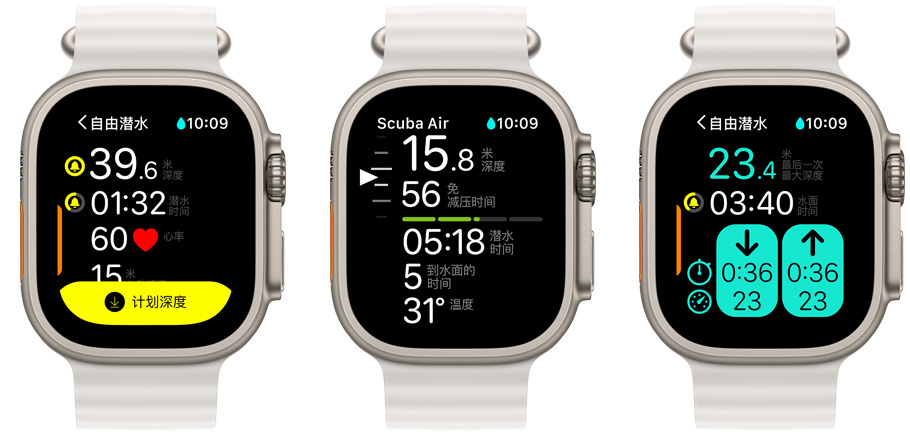 自由潜水
10:09
39.6 米
深度
01:32 潜水
时间
60 心率
15 米
计划深度
Scuba Air
10:09
15.8 米
深度
56 免
减压时间
05:18 潜水
时间
5 到水面的
时间
31° 温度
自由潜水
10:09
23.4 米
最后一次
最大深度
03:40 水面
时间
0:36
23
0:36
23